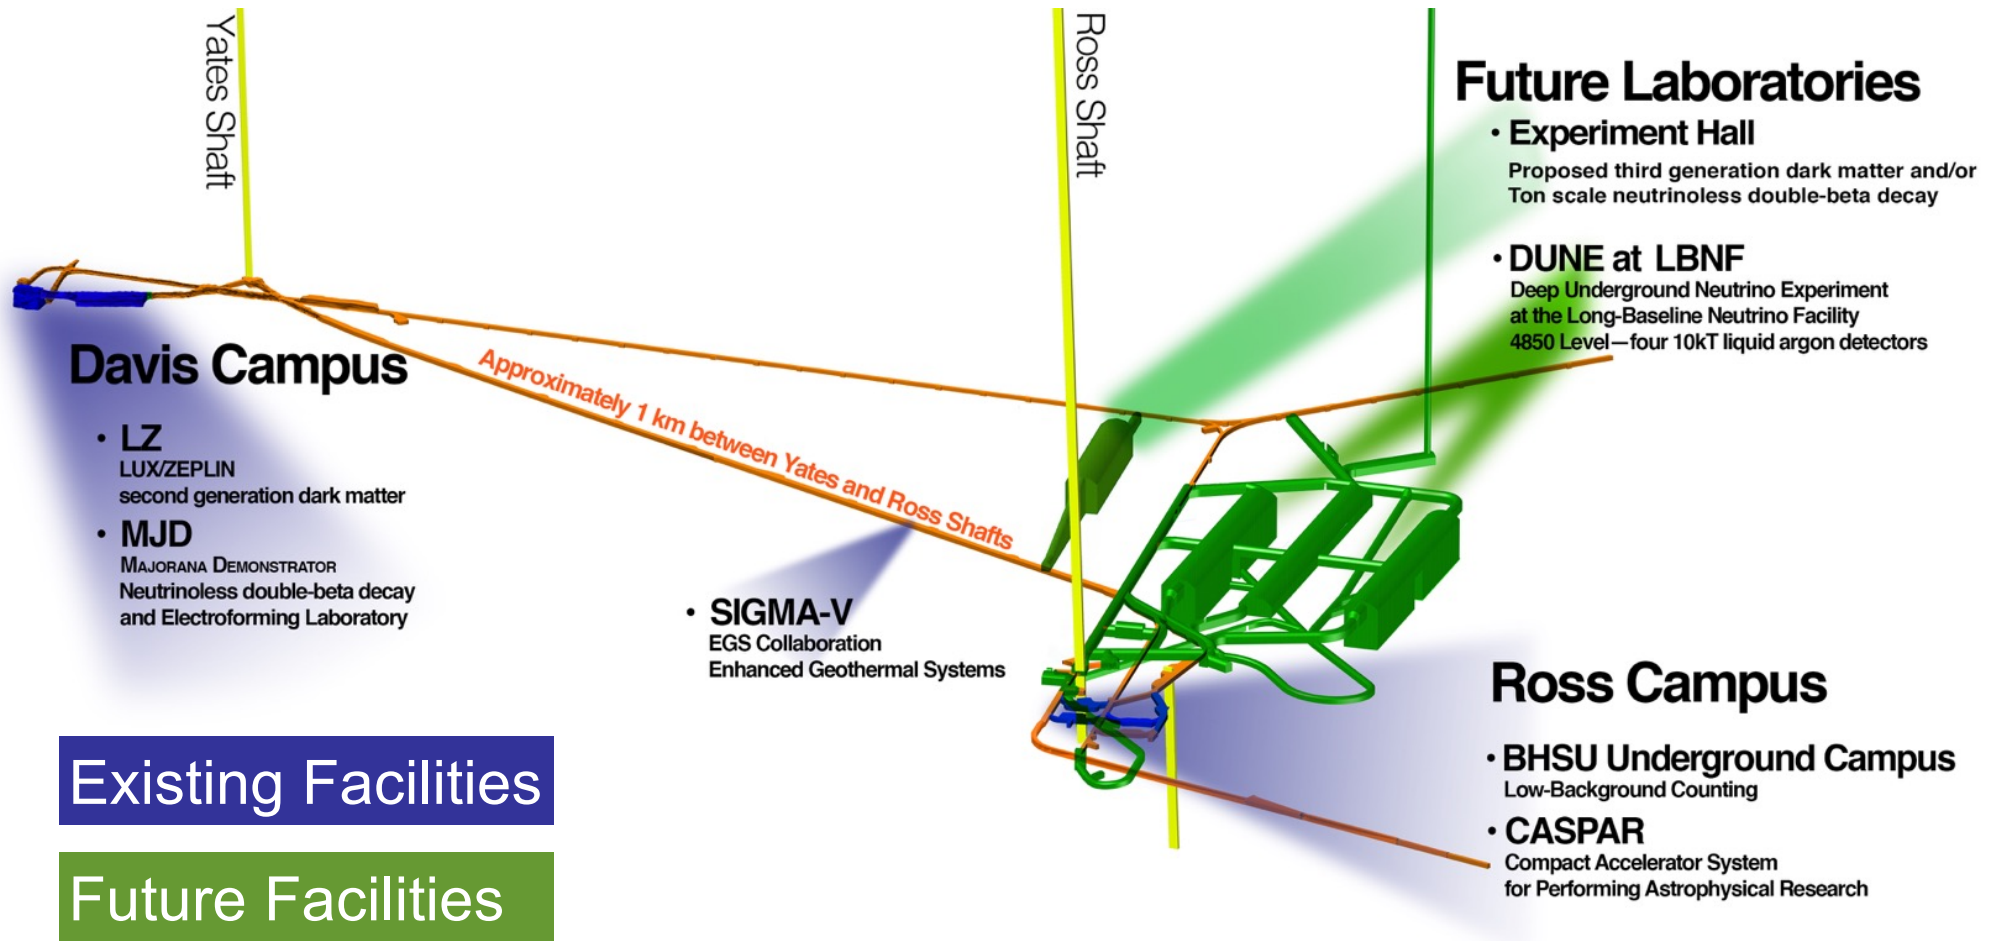 Yates Shaft
Ross Shaft
Future Laboratories
• Experiment Hall
Proposed third generation dark matter and/or
Ton scale neutrinoless double-beta decay
• DUNE at LBNF
Deep Underground Neutrino Experiment
at the Long-Baseline Neutrino Facility
4850 Level—four 10kT liquid argon detectors
Davis Campus
• LZ
LUX/ZEPLIN
second generation dark matter
• MJD
MAJORANA DEMONSTRATOR
Neutrinoless double-beta decay
and Electroforming Laboratory
Approximately 1 km between Yates and Ross Shafts
• SIGMA-V
EGS Collaboration
Enhanced Geothermal Systems
Ross Campus
• BHSU Underground Campus
Low-Background Counting
• CASPAR
Compact Accelerator System
for Performing Astrophysical Research
Existing Facilities
Future Facilities